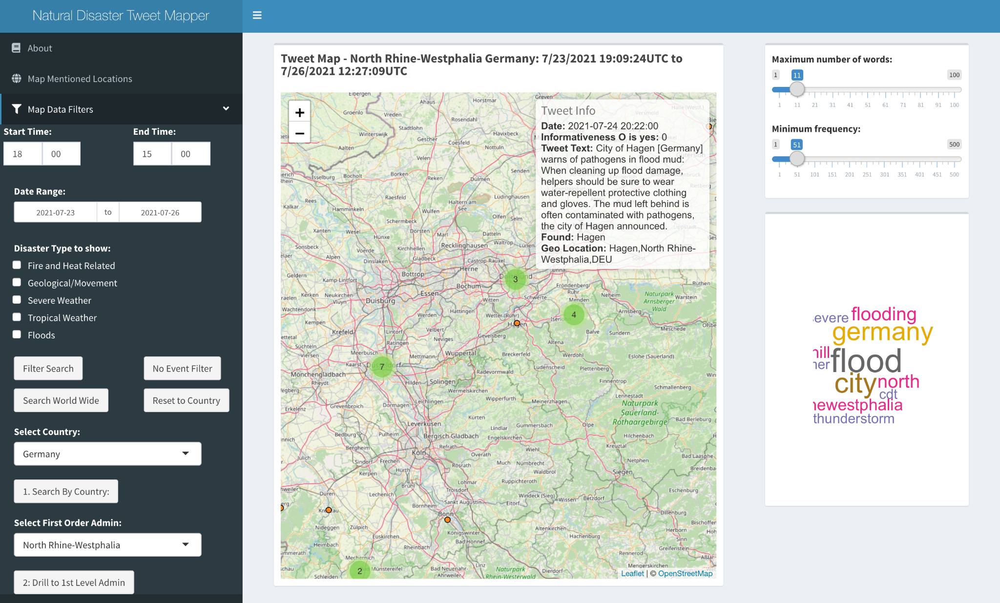 Natural Disaster Tweet Mapper
About
Map Mentioned Locations
Map Data Filters
Start Time:
End Time:
18
00
15
00
Date Range:
2021-07-23
to
2021-07-26
Disaster Type to show:
Fire and Heat Related
Geological/Movement
Severe Weather
Tropical Weather
Floods
Filter Search
No Event Filter
Search World Wide
Reset to Country
Select Country:
Germany
1. Search By Country:
Select First Order Admin:
North Rhine-Westphalia
2: Drill to 1st Level Admin
Tweet Map - North Rhine-Westphalia Germany: 7/23/2021 19:09:24UTC to
7/26/2021 12:27:09UTC
+
−
Tweet Info
Date: 2021-07-24 20:22:00
Informativeness O is yes: 0
Tweet Text: City of Hagen [Germany]
warns of pathogens in flood mud:
When cleaning up flood damage,
helpers should be sure to wear
water-repellent protective clothing
and gloves. The mud left behind is
often contaminated with pathogens,
the city of Hagen announced.
Found: Hagen
Geo Location: Hagen,North Rhine-
Westphalia,DEU
Eibergen
Ahaus
Horstmar
Greven
Groenlo
Vreden
Rosendahl
Stadtlohn
Winterswijk
Havixbeck
Gescher
Coesfeld
Aalten
Nottuln
Velen
Isselburg
Bocholt
Borken
Senden
Reken
Dülmen
Rees
Raesfeld
Haltern am
See
Lüdinghausen
Kalkar
Hamminkeln
Wulfen
Olfen
Selm
Schermbeck
Xanten
Wesel
Dorsten
Marl
Datteln
Hünxe
Waltrop
Lünen
Sonsbeck
Kirchhellen
Recklinghausen
Alpen
Gladbeck
Dinslaken
Castrop-Rauxel
Herne
Unna
Geldern
Kamp-Lintfort
Bottrop
Bochum
Dortmund
3
Fröndenberg/
Ruhr
Rüthen
Kerken
Neukirchen-
Vluyn
Essen
Duisburg
Witten
Schwerte
Menden
Neheim
Naturpark
Arnsberger
Wald
Warstein
Wachtendonk
Hattingen
Wetter (Ruhr)
4
Arnsberg
Kempen
Werden
Hagen
Meschede
Krefeld
Lintorf
Velbert
Gevelsberg
Balve
Sundern
Süchteln
Ratingen
Neviges
Altena
Meerbusch
Wuppertal
Breckerfeld
Werdohl
Viersen
Kaarst
Düsseldorf
7
Mettmann
Lüdenscheid
Eslohe (Sauerland)
Plettenberg
Mönchengladbach
Rheydt
Hilden
Solingen
Radevormwald
Finnentrop
Wermelskirchen
Schmallenberg
Erkelenz
Grevenbroich
Dormagen
Leichlingen
Wipperfürth
Meinerzhagen
Lennestadt
Naturpark
Sauerland-
Rothaargebirge
Kürten
Bad Berleburg
Leverkusen
Bedburg
Pulheim
Bergisch Gladbach
Lindlar
Gummersbach
Engelskirchen
Olpe
Hilchenbach
Bergheim
Refrath
Wiehl
Kreuztal
Köln
Overath
Bad Laasphe
Jülich
Sindorf
Frechen
Rosrath
Much
Nümbrecht
Netphen
Kerpen
Hürth
Waldbröl
Siegen
Brühl
Lohmar
Ruppichteroth
Troisdorf
Eschenburg
Düren
Lechenich
Windeck (Sieg)
Sankt Augustin
Eitorf
Wissen
Betzdorf
Bornheim
Kreuzau
Bonn
Dillenburg
Nideggen
Zülpich
Altenkirchen
Königswinter
Herborn
Euskirchen
Hachenburg
Sinn
Heimbach
Bad Honnef
Rheinbach
Greifenstein
Rennerod
Mechernich
2
Münstereifel
Bad Neuenahr-
Ahrweiler
Linz
Naturpark
Rhein-Westerwald
Dierdorf
Schleiden
Leaflet | © OpenStreetMap
Maximum number of words:
1
11
100
1 11 21 31 41 51 61 71 81 91 100
Minimum frequency:
1
51
500
1 51 101 151 201 251 301 351 401 451 500
evere flooding
germany
hill
flood
her
city north
cdt
newestphalia
thunderstorm